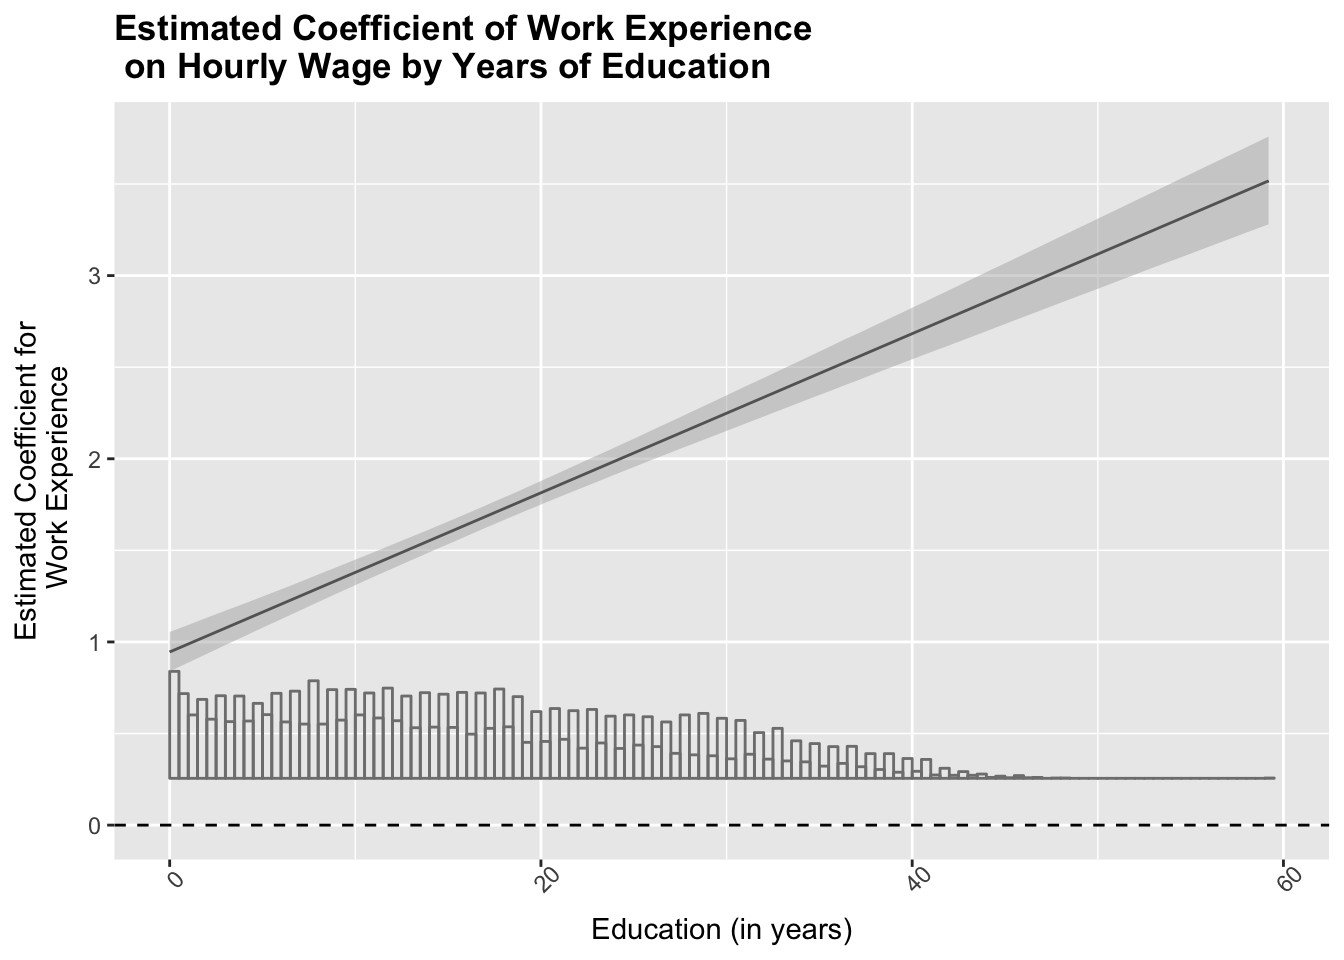 Estimated Coefficient of Work Experience
on Hourly Wage by Years of Education
Estimated Coefficient for
Work Experience
3
2
1
0
0
20
40
60
Education (in years)